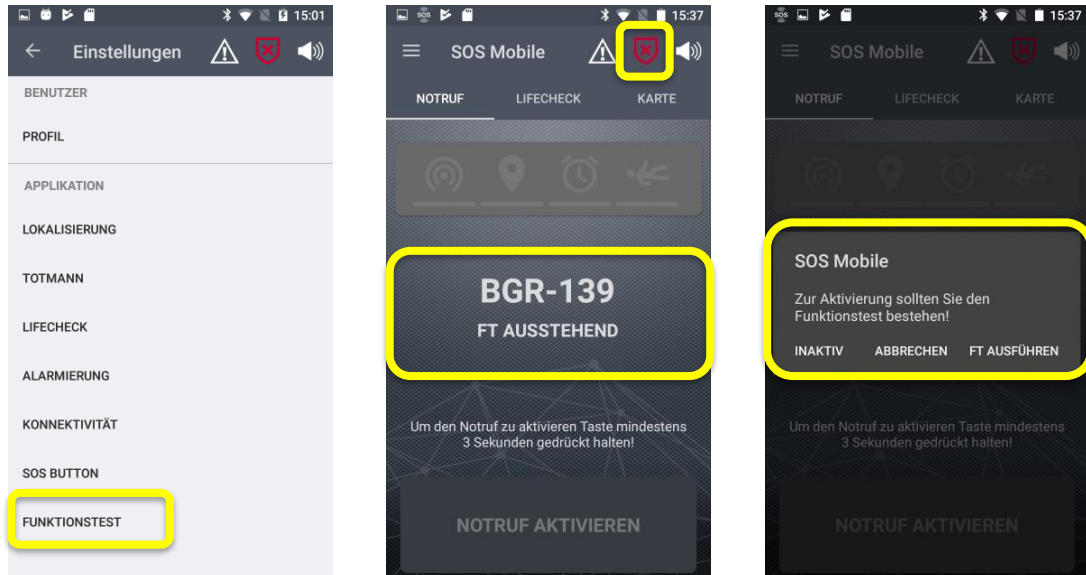 15:01
Einstellungen
BENUTZER
PROFIL
APPLIKATION
LOKALISIERUNG
TOTMANN
LIFECHECK
ALARMIERUNG
KONNEKTIVITÄT
SOS BUTTON
FUNKTIONSTEST
SOS 15:37
SOS Mobile
NOTRUF LIFECHECK KARTE
BGR-139
FT AUSSTEHEND
Um den Notruf zu aktivieren Taste mindestens
3 Sekunden gedrückt halten!
NOTRUF AKTIVIEREN
SOS 15:37
SOS Mobile
NOTRUF LIFECHECK KARTE
SOS Mobile
Zur Aktivierung sollten Sie den
Funktionstest bestehen!
INAKTIV ABBRECHEN FT AUSFÜHREN
Um den Notruf zu aktivieren Taste mindestens
3 Sekunden gedrückt halten!
NOTRUF AKTIVIEREN